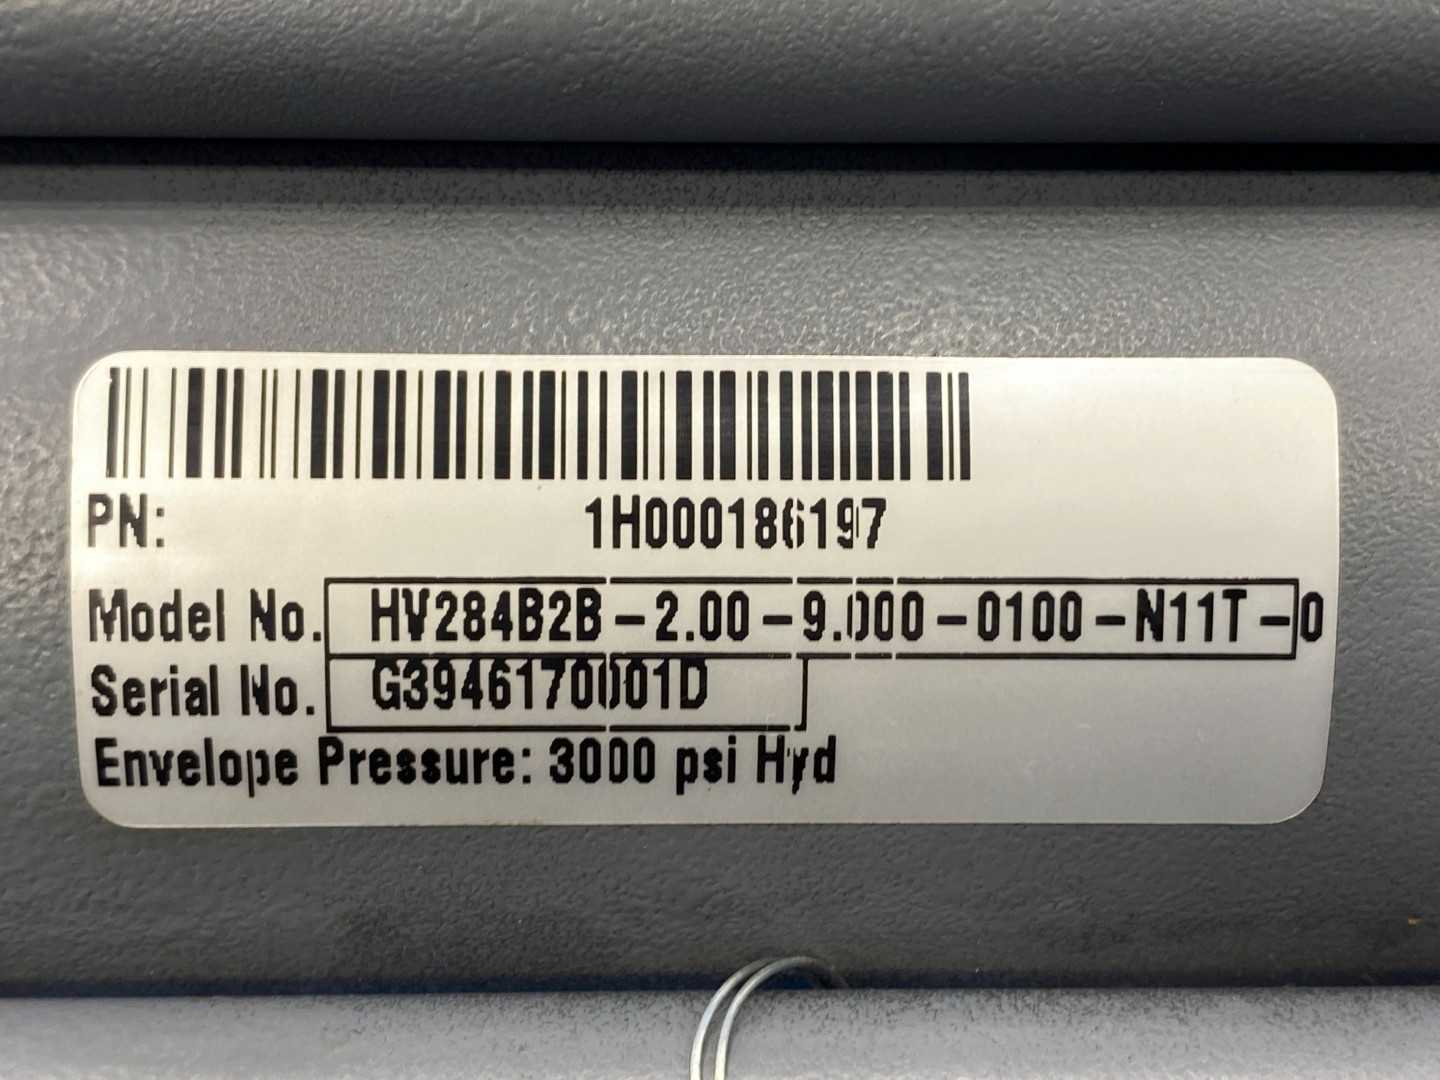 PN: 1H000186197
Model No. HV284B2B-2.00-9.000-0100-N11T-0
Serial No. G3946170001D
Envelope Pressure: 3000 psi Hyd